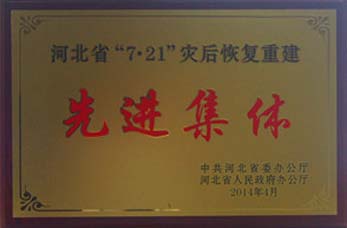 河北省“7·21”灾后恢复重建
先进集体
中共河北省委办公厅
河北省人民政府办公厅
2014年4月